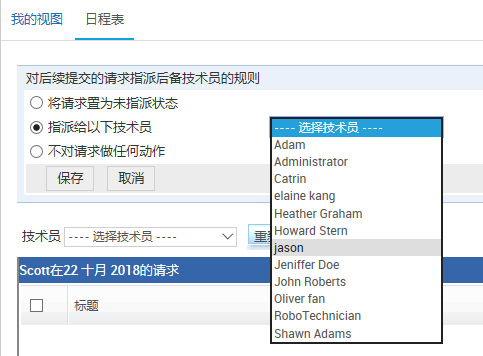 我的视图 日程表
对后续提交的请求指派后备技术员的规则
将请求置为未指派状态
指派给以下技术员
不对请求做任何动作
保存 取消
技术员 ---- 选择技术员 ----
---- 选择技术员 ----
Adam
Administrator
Catrin
elaine kang
Heather Graham
Howard Stern
jason
Jeniffer Doe
John Roberts
Oliver fan
RoboTechnician
Shawn Adams
Scott在22 十月 2018的请求
标题